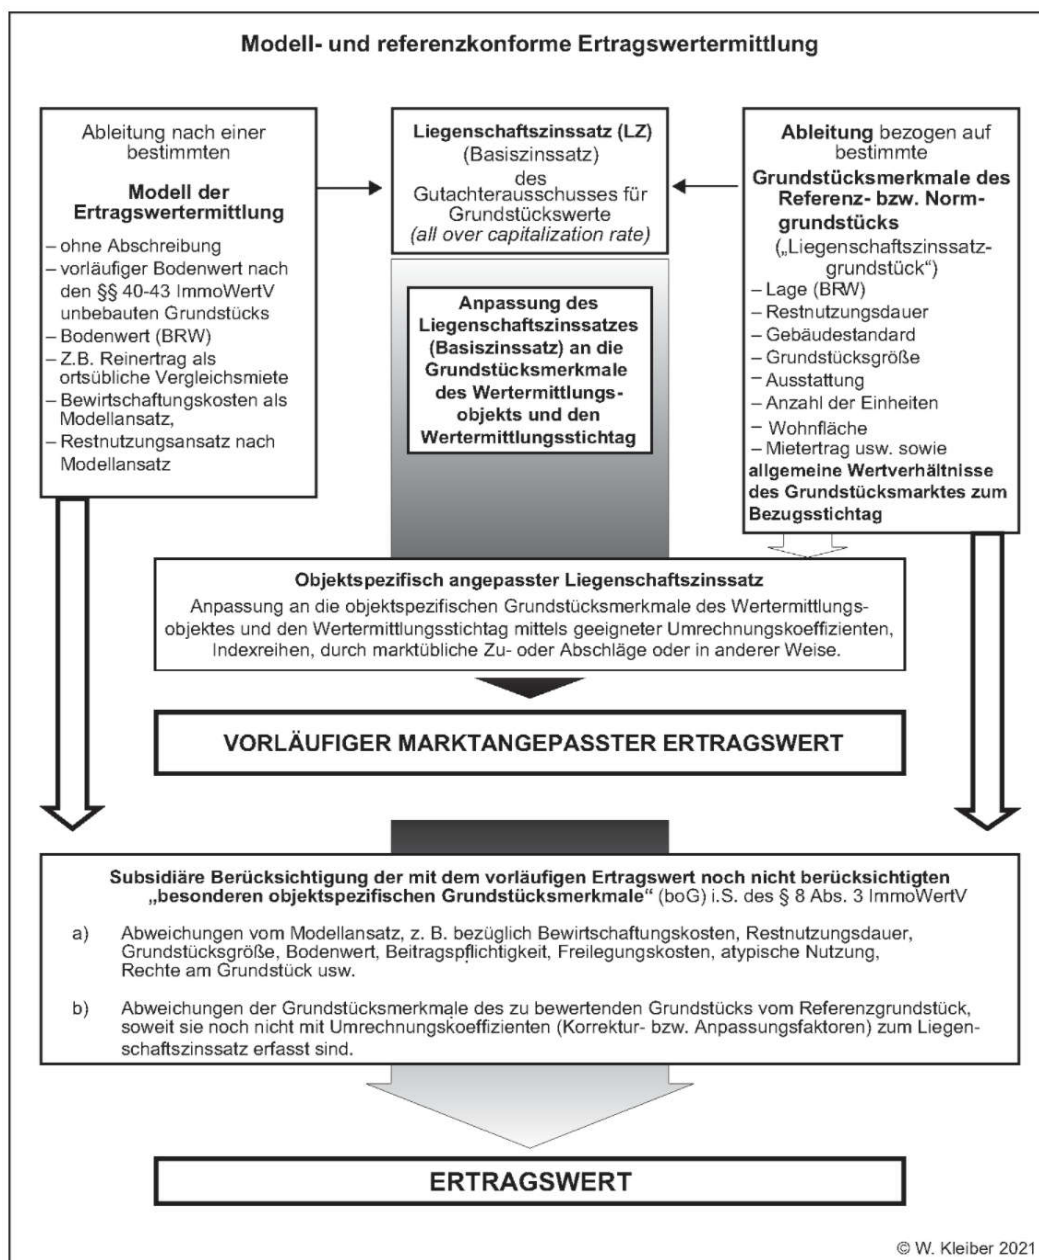 Modell- und referenzkonforme Ertragswertermittlung
Ableitung nach einer
bestimmten
Modell der
Ertragswertermittlung
– ohne Abschreibung
– vorläufiger Bodenwert nach
den §§ 40-43 ImmoWertV
unbebauten Grundstücks
– Bodenwert (BRW)
– Z.B. Reinertrag als
ortsübliche Vergleichsmiete
– Bewirtschaftungskosten als
Modellansatz,
– Restnutzungsansatz nach
Modellansatz
Liegenschaftszinssatz (LZ)
(Basiszinssatz)
des
Gutachterausschusses für
Grundstückswerte
(all over capitalization rate)
Anpassung des
Liegenschaftszinssatzes
(Basiszinssatz) an die
Grundstücksmerkmale
des Wertermittlungs-
objekts und den
Wertermittlungsstichtag
Ableitung bezogen auf
bestimmte
Grundstücksmerkmale des
Referenz- bzw. Norm-
grundstücks
(„Liegenschaftszinssatz-
grundstück“)
– Lage (BRW)
– Restnutzungsdauer
– Gebäudestandard
– Grundstücksgröße
– Ausstattung
– Anzahl der Einheiten
– Wohnfläche
– Mietertrag usw. sowie
allgemeine Wertverhältnisse
des Grundstücksmarktes zum
Bezugsstichtag
Objektspezifisch angepasster Liegenschaftszinssatz
Anpassung an die objektspezifischen Grundstücksmerkmale des Wertermittlungs-
objektes und den Wertermittlungsstichtag mittels geeigneter Umrechnungskoeffizienten,
Indexreihen, durch marktübliche Zu- oder Abschläge oder in anderer Weise.
VORLÄUFIGER MARKTANGEPASSTER ERTRAGSWERT
Subsidiäre Berücksichtigung der mit dem vorläufigen Ertragswert noch nicht berücksichtigten
„besonderen objektspezifischen Grundstücksmerkmale“ (boG) i.S. des § 8 Abs. 3 ImmoWertV
a) Abweichungen vom Modellansatz, z. B. bezüglich Bewirtschaftungskosten, Restnutzungsdauer,
Grundstücksgröße, Bodenwert, Beitragspflichtigkeit, Freilegungskosten, atypische Nutzung,
Rechte am Grundstück usw.
b) Abweichungen der Grundstücksmerkmale des zu bewertenden Grundstücks vom Referenzgrundstück,
soweit sie noch nicht mit Umrechnungskoeffizienten (Korrektur- bzw. Anpassungsfaktoren) zum Liegen-
schaftszinssatz erfasst sind.
ERTRAGSWERT
© W. Kleiber 2021